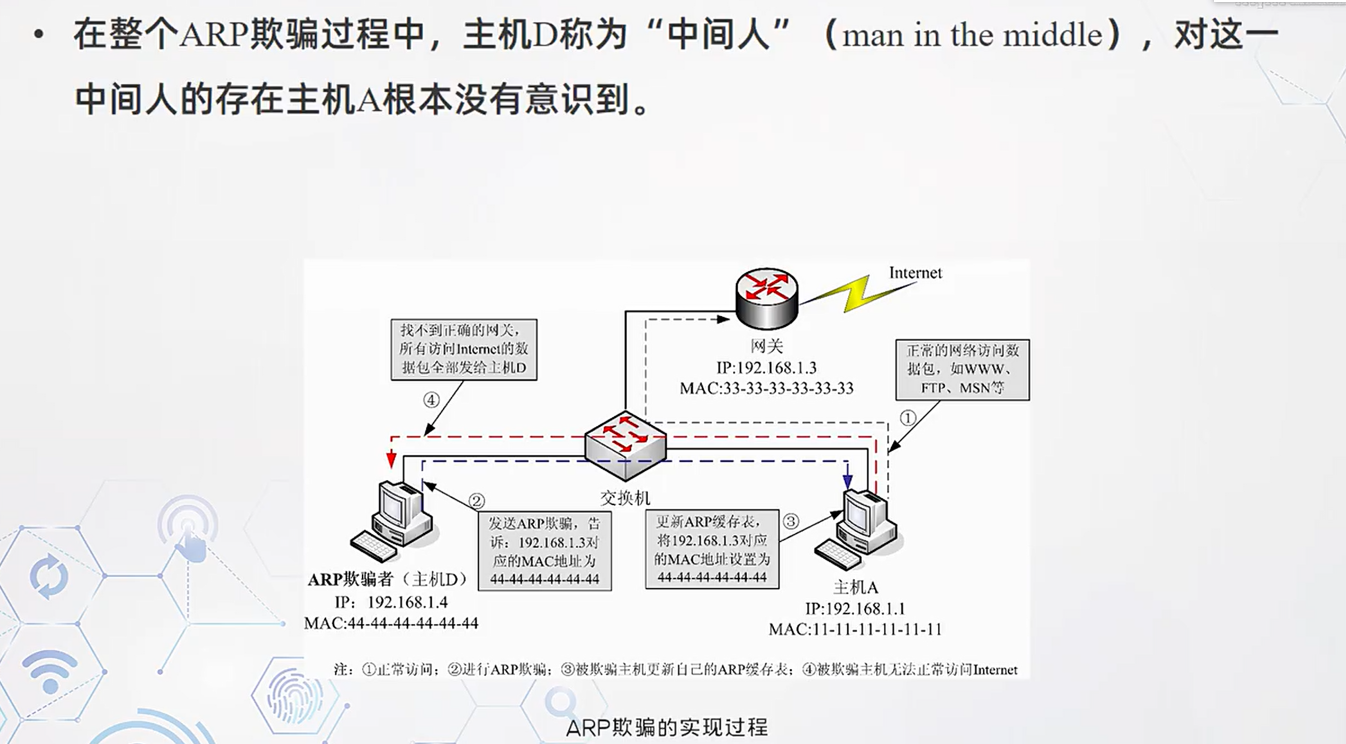 • 在整个ARP欺骗过程中，主机D称为“中间人”（man in the middle），对这一
中间人的存在主机A根本没有意识到。
Internet
找不到正确的网关，
所有访问Internet的数
据包全部发给主机D
④
网关
IP:192.168.1.3
MAC:33-33-33-33-33-33
正常的网络访问数
据包，如WWW、
FTP、MSN等
①
交换机
②
发送ARP欺骗，告
诉：192.168.1.3对
应的MAC地址为
44-44-44-44-44-44
更新ARP缓存表，
将192.168.1.3对应
的MAC地址设置为
44-44-44-44-44-44
③
ARP欺骗者（主机D）
IP：192.168.1.4
MAC:44-44-44-44-44-44
主机A
IP:192.168.1.1
MAC:11-11-11-11-11-11
注：①正常访问；②进行ARP欺骗；③被欺骗主机更新自己的ARP缓存表；④被欺骗主机无法正常访问Internet
ARP欺骗的实现过程